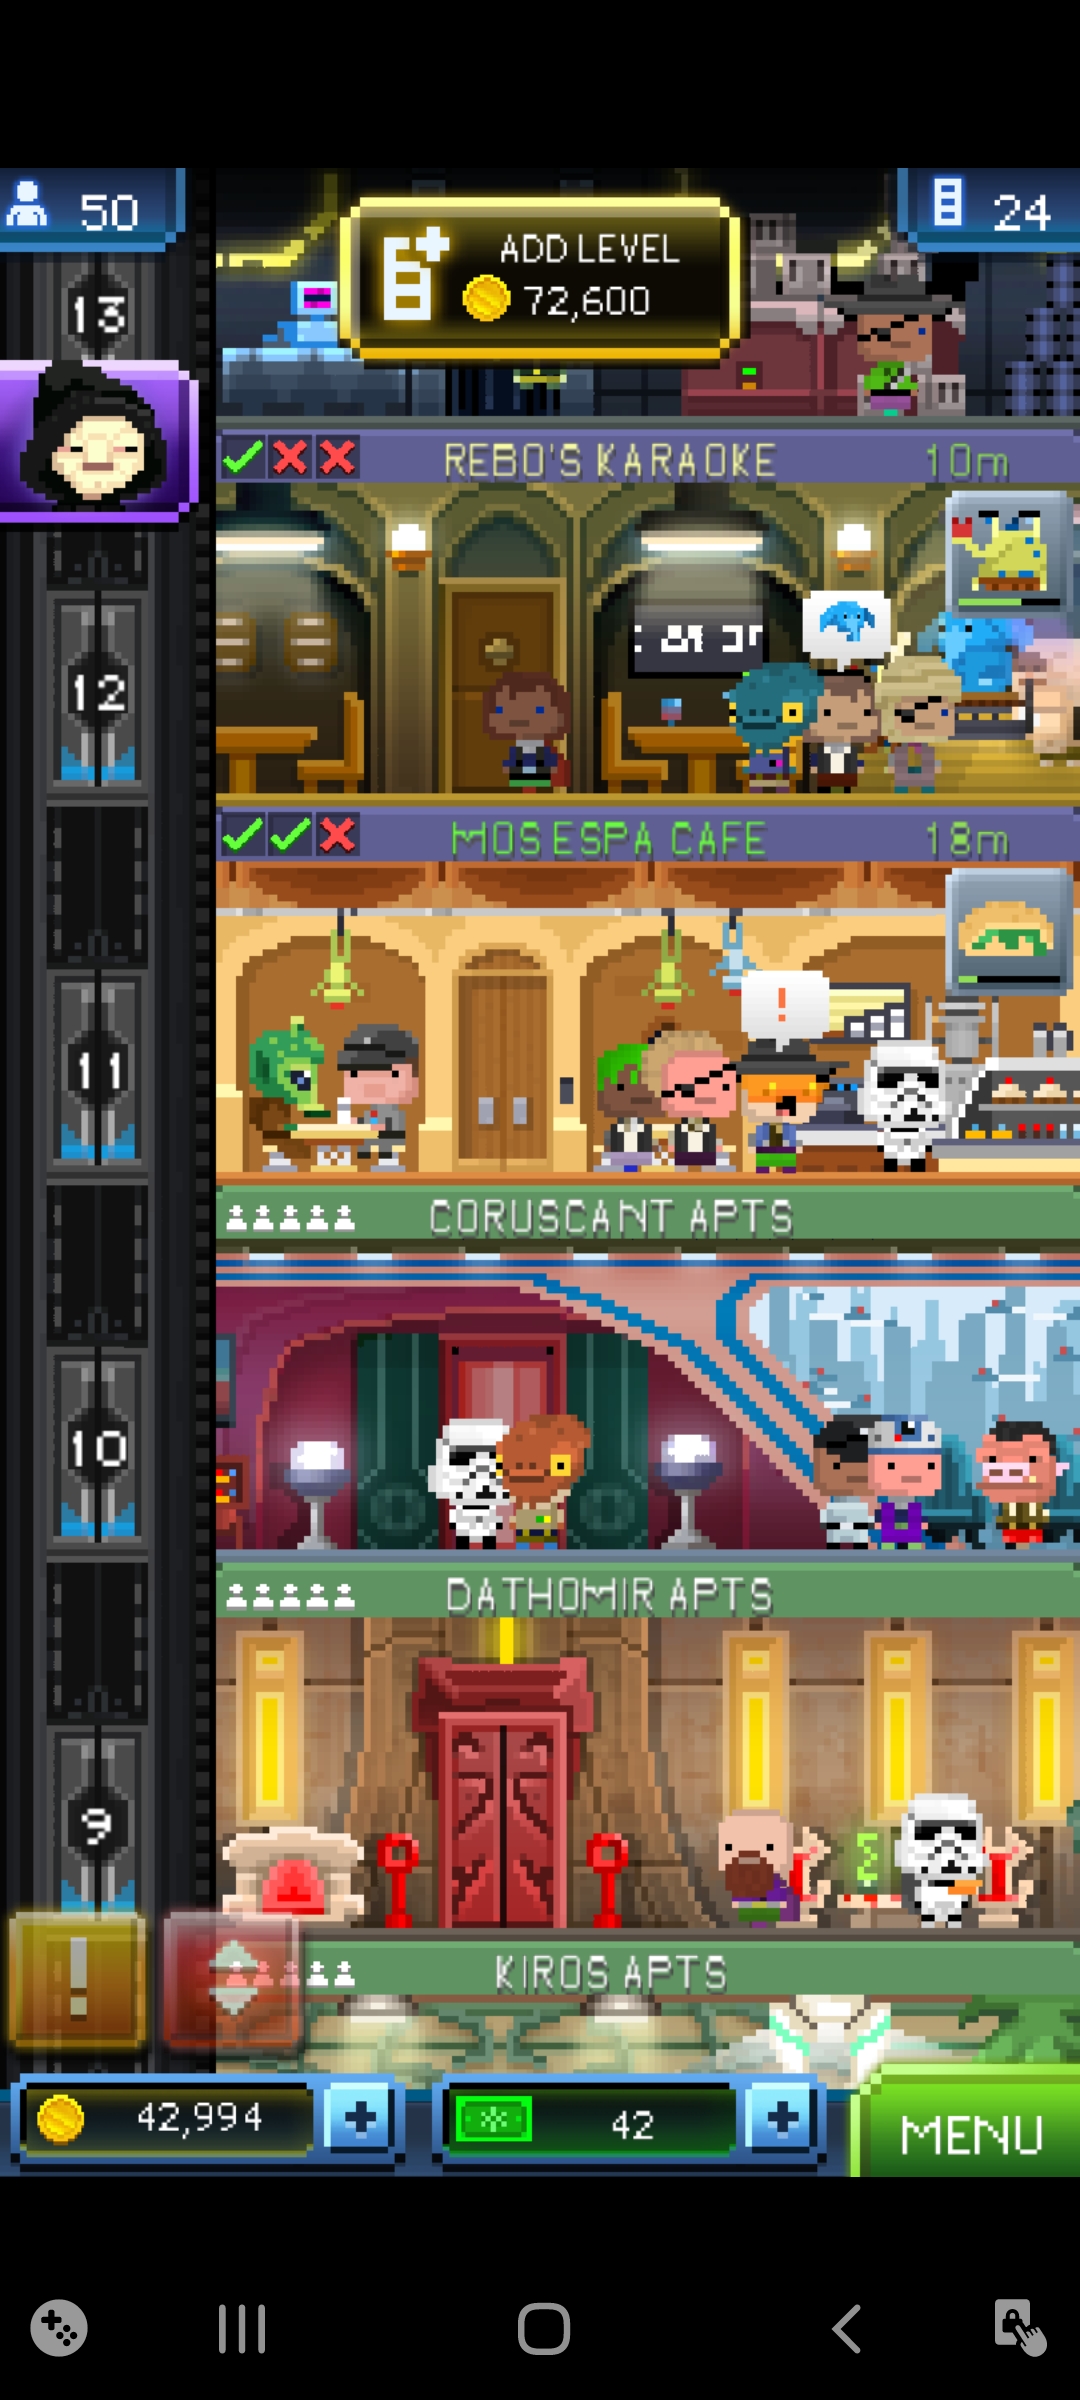 50
ADD LEVEL
72,600
24
13
REBO'S KARAOKE
10m
12
MOS ESPA CAFE
18m
!
11
CORUSCANT APTS
10
DATHOMIR APTS
9
!
KIROS APTS
42,994
+
42
+
MENU